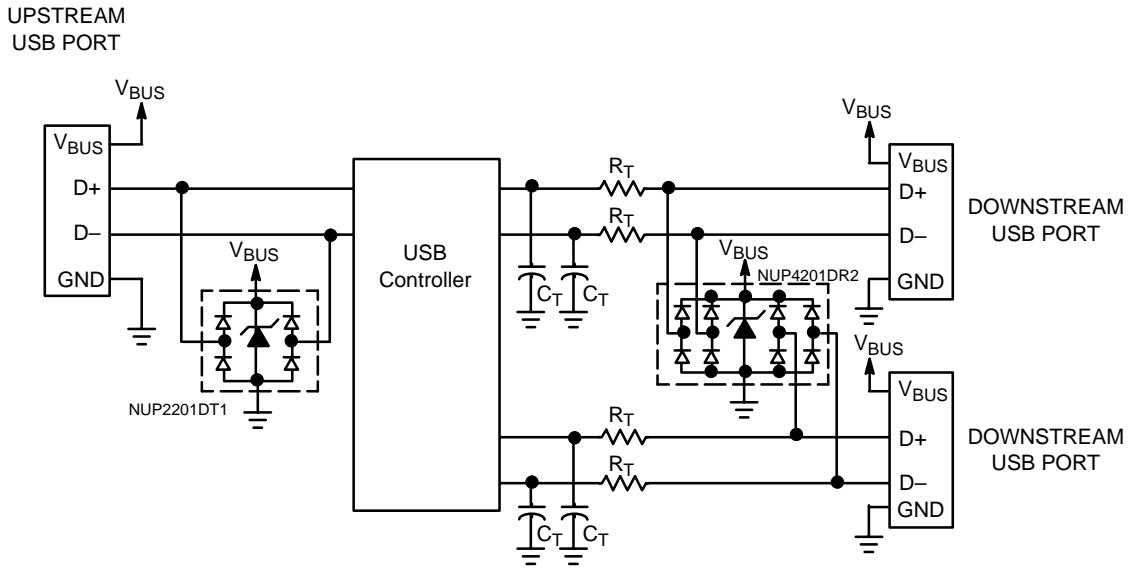 UPSTREAM
USB PORT
VBUS
VBUS
VBUS
D+
D–
GND
VBUS
NUP2201DT1
USB
Controller
RT
RT
CT
CT
VBUS
NUP4201DR2
VBUS
D+
D–
GND
DOWNSTREAM
USB PORT
RT
RT
CT
CT
VBUS
VBUS
D+
D–
GND
DOWNSTREAM
USB PORT